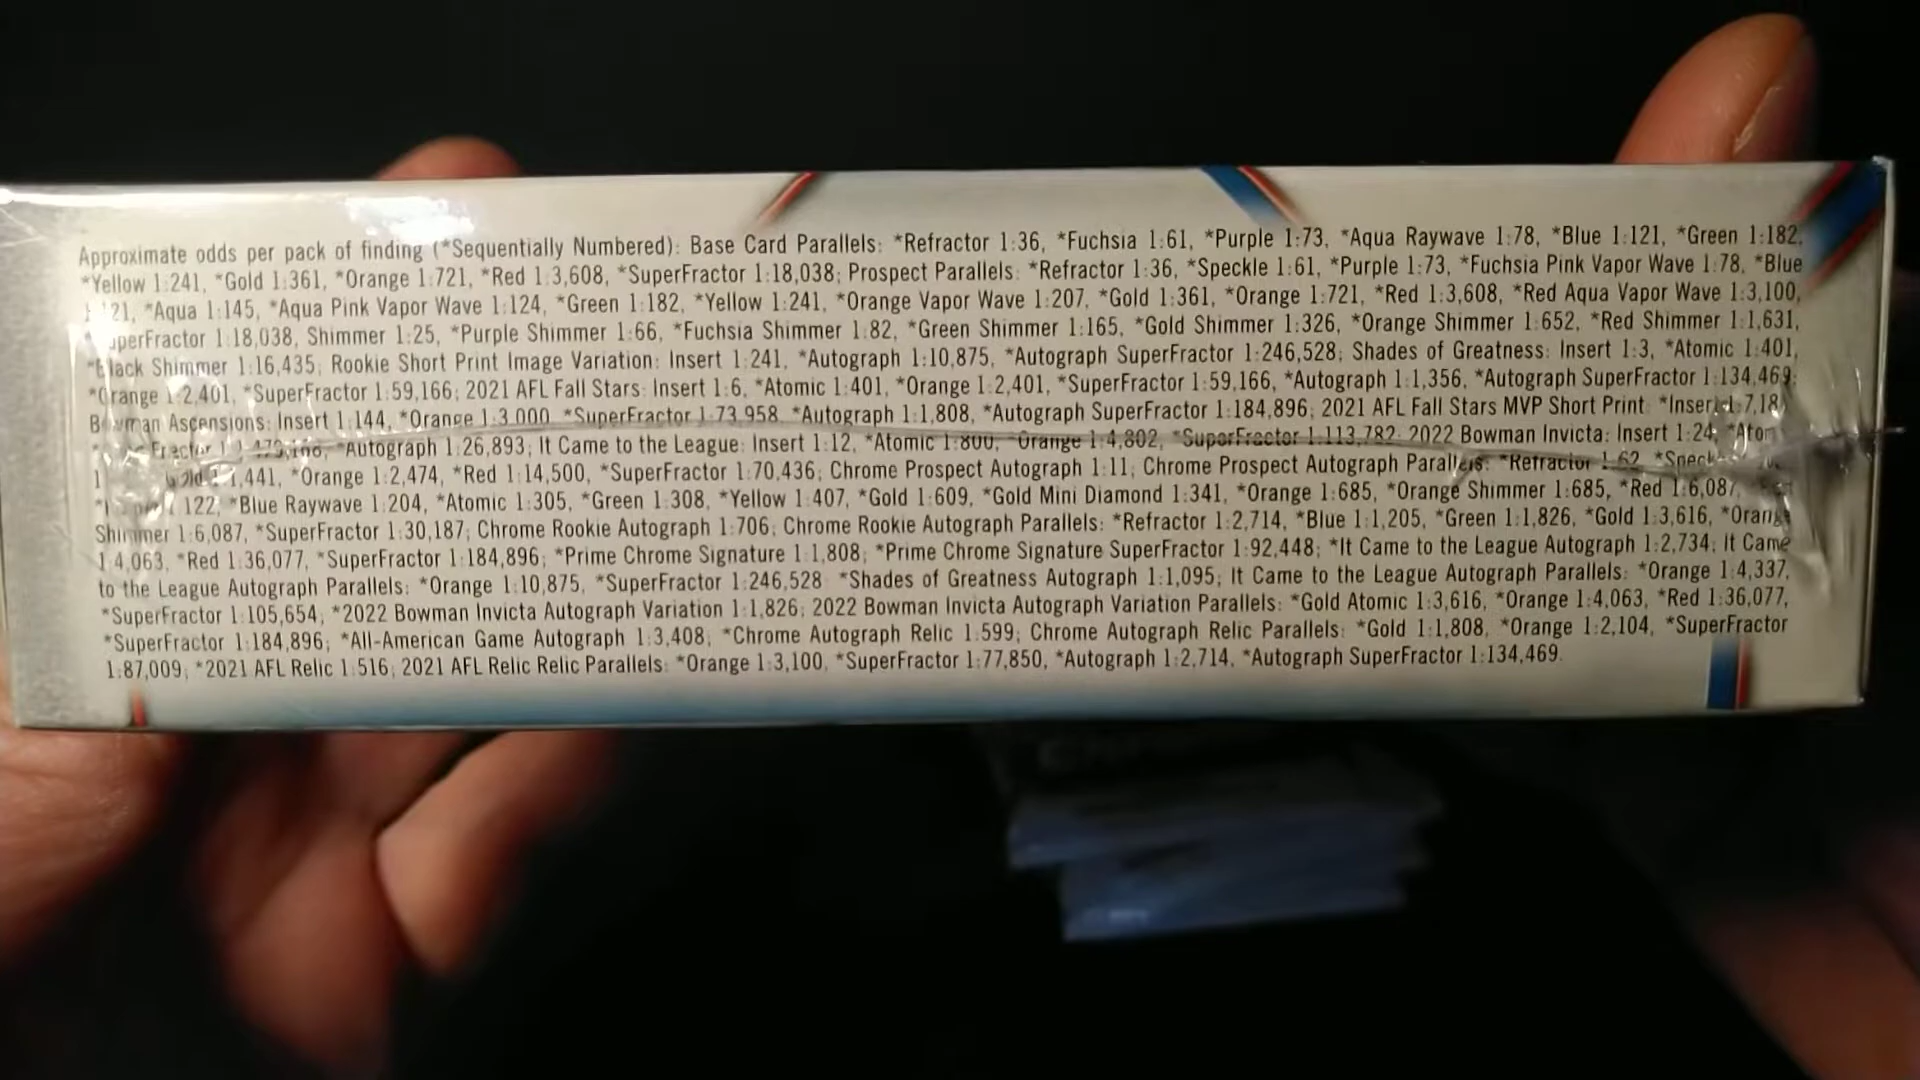 Approximate odds per pack of finding (*Sequentially Numbered): Base Card Parallels: *Refractor 1:36, *Fuchsia 1:61, *Purple 1:73, *Aqua Raywave 1:78, *Blue 1:121, *Green 1:182,
*Yellow 1:241, *Gold 1:361, *Orange 1:721, *Red 1:3,608, *SuperFractor 1:18,038; Prospect Parallels: *Refractor 1:36, *Speckle 1:61, *Purple 1:73, *Fuchsia Pink Vapor Wave 1:78, *Blue
1:121, *Aqua 1:145, *Aqua Pink Vapor Wave 1:124, *Green 1:182, *Yellow 1:241, *Orange Vapor Wave 1:207, *Gold 1:361, *Orange 1:721, *Red 1:3,608, *Red Aqua Vapor Wave 1:3,100,
*SuperFractor 1:18,038, Shimmer 1:25, *Purple Shimmer 1:66, *Fuchsia Shimmer 1:82, *Green Shimmer 1:165, *Gold Shimmer 1:326, *Orange Shimmer 1:652, *Red Shimmer 1:1,631,
*Black Shimmer 1:16,435; Rookie Short Print Image Variation: Insert 1:241, *Autograph 1:10,875, *Autograph SuperFractor 1:246,528; Shades of Greatness: Insert 1:3, *Atomic 1:401,
*Orange 1:2,401, *SuperFractor 1:59,166; 2021 AFL Fall Stars: Insert 1:6, *Atomic 1:401, *Orange 1:2,401, *SuperFractor 1:59,166, *Autograph 1:1,356, *Autograph SuperFractor 1:134,469;
Bowman Ascensions: Insert 1:144, *Orange 1:3,000, *SuperFractor 1:73,958, *Autograph 1:1,808, *Autograph SuperFractor 1:184,896; 2021 AFL Fall Stars MVP Short Print: *Insert
*Autograph 1:26,893; It Came to the League: Insert 1:12, *Atomic 1:800, *Orange 1:4,802, *SuperFractor 1:113,782; 2022 Bowman Invicta: Insert 1:24, *Atomic
*Orange 1:2,474, *Red 1:14,500, *SuperFractor 1:70,436; Chrome Prospect Autograph 1:11; Chrome Prospect Autograph Parallels: *Refractor 1:62, *Speckle
122, *Blue Raywave 1:204, *Atomic 1:305, *Green 1:308, *Yellow 1:407, *Gold 1:609, *Gold Mini Diamond 1:341, *Orange 1:685, *Orange Shimmer 1:685, *Red 1:6,087, *Red
Shimmer 1:6,087, *SuperFractor 1:30,187; Chrome Rookie Autograph 1:706; Chrome Rookie Autograph Parallels: *Refractor 1:2,714, *Blue 1:1,205, *Green 1:1,826, *Gold 1:3,616, *Orange
1:4,063, *Red 1:36,077, *SuperFractor 1:184,896; *Prime Chrome Signature 1:1,808; *Prime Chrome Signature SuperFractor 1:92,448; *It Came to the League Autograph 1:2,734; It Came
to the League Autograph Parallels: *Orange 1:10,875, *SuperFractor 1:246,528 *Shades of Greatness Autograph 1:1,095; It Came to the League Autograph Parallels: *Orange 1:4,337,
*SuperFractor 1:105,654; *2022 Bowman Invicta Autograph Variation 1:1,826; 2022 Bowman Invicta Autograph Variation Parallels: *Gold Atomic 1:3,616, *Orange 1:4,063, *Red 1:36,077,
*SuperFractor 1:184,896; *All-American Game Autograph 1:3,408; *Chrome Autograph Relic 1:599; Chrome Autograph Relic Parallels: *Gold 1:1,808, *Orange 1:2,104, *SuperFractor
1:87,009; *2021 AFL Relic 1:516; 2021 AFL Relic Relic Parallels: *Orange 1:3,100, *SuperFractor 1:77,850, *Autograph 1:2,714, *Autograph SuperFractor 1:134,469.